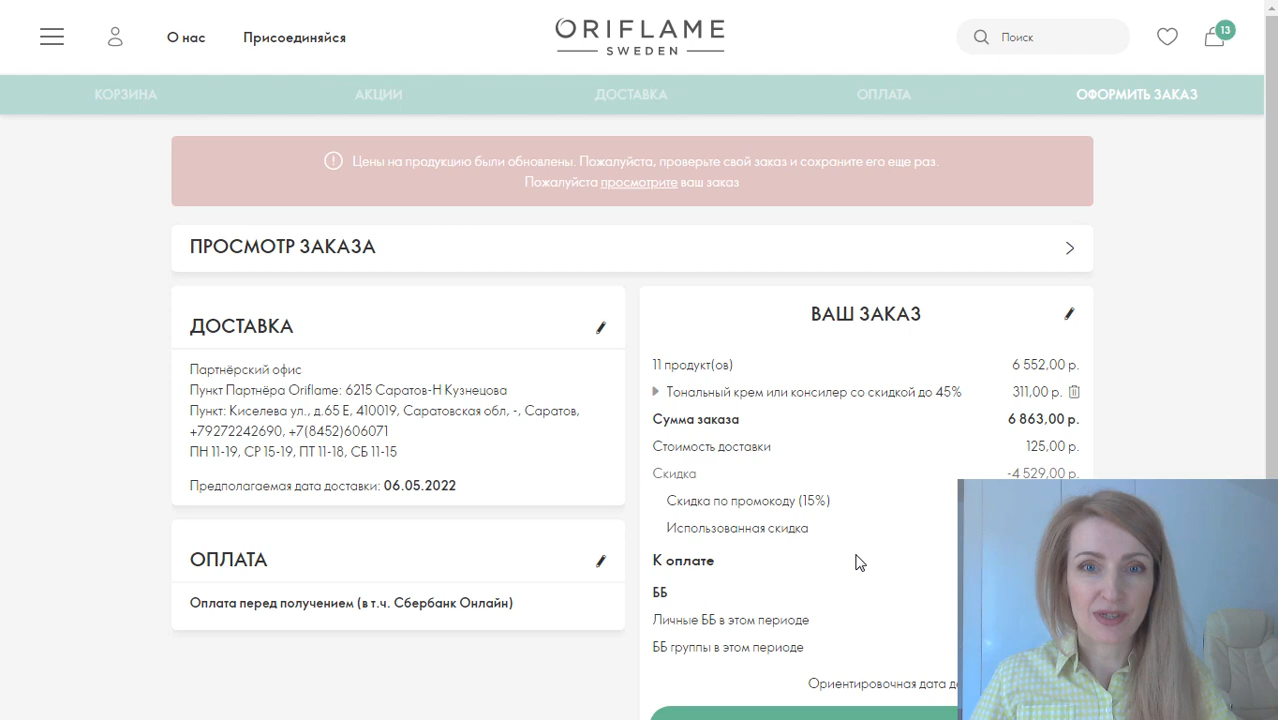 О нас
Присоединяйся
ORIFLAME
SWEDEN
Поиск
13
КОРЗИНА
АКЦИИ
ДОСТАВКА
ОПЛАТА
ОФОРМИТЬ ЗАКАЗ
Цены на продукцию были обновлены. Пожалуйста, проверьте свой заказ и сохраните его еще раз.
Пожалуйста просмотрите ваш заказ
ПРОСМОТР ЗАКАЗА
ДОСТАВКА
Партнёрский офис
Пункт Партнёра Oriflame: 6215 Саратов-Н Кузнецова
Пункт: Киселева ул., д.65 Е, 410019, Саратовская обл, -, Саратов,
+79272242690, +7(8452)606071
ПН 11-19, СР 15-19, ПТ 11-18, СБ 11-15
Предполагаемая дата доставки: 06.05.2022
ОПЛАТА
Оплата перед получением (в т.ч. Сбербанк Онлайн)
ВАШ ЗАКАЗ
11 продукт(ов) 6 552,00 р.
Тональный крем или консилер со скидкой до 45% 311,00 р.
Сумма заказа 6 863,00 р.
Стоимость доставки 125,00 р.
Скидка -4 529,00 р.
Скидка по промокоду (15%)
Использованная скидка
К оплате
ББ
Личные ББ в этом периоде
ББ группы в этом периоде
Ориентировочная дата